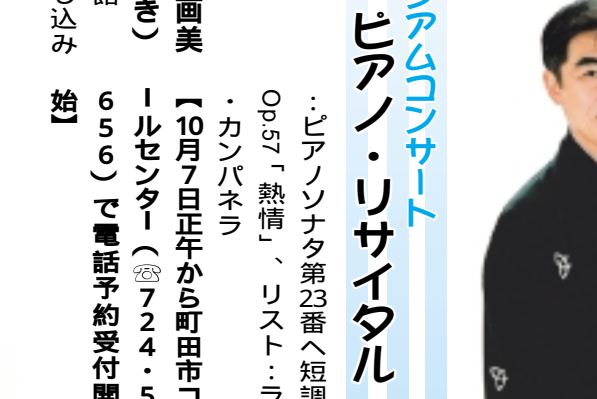 アムコンサート
ピアノ・リサイタル
：ピアノソナタ第23番ヘ短調
Op.57「熱情」、リスト：ラ
・カンパネラ
【10月7日正午から町田市コ
ールセンター（☏724・5
656）で電話予約受付開
始】
画美
き）
込み